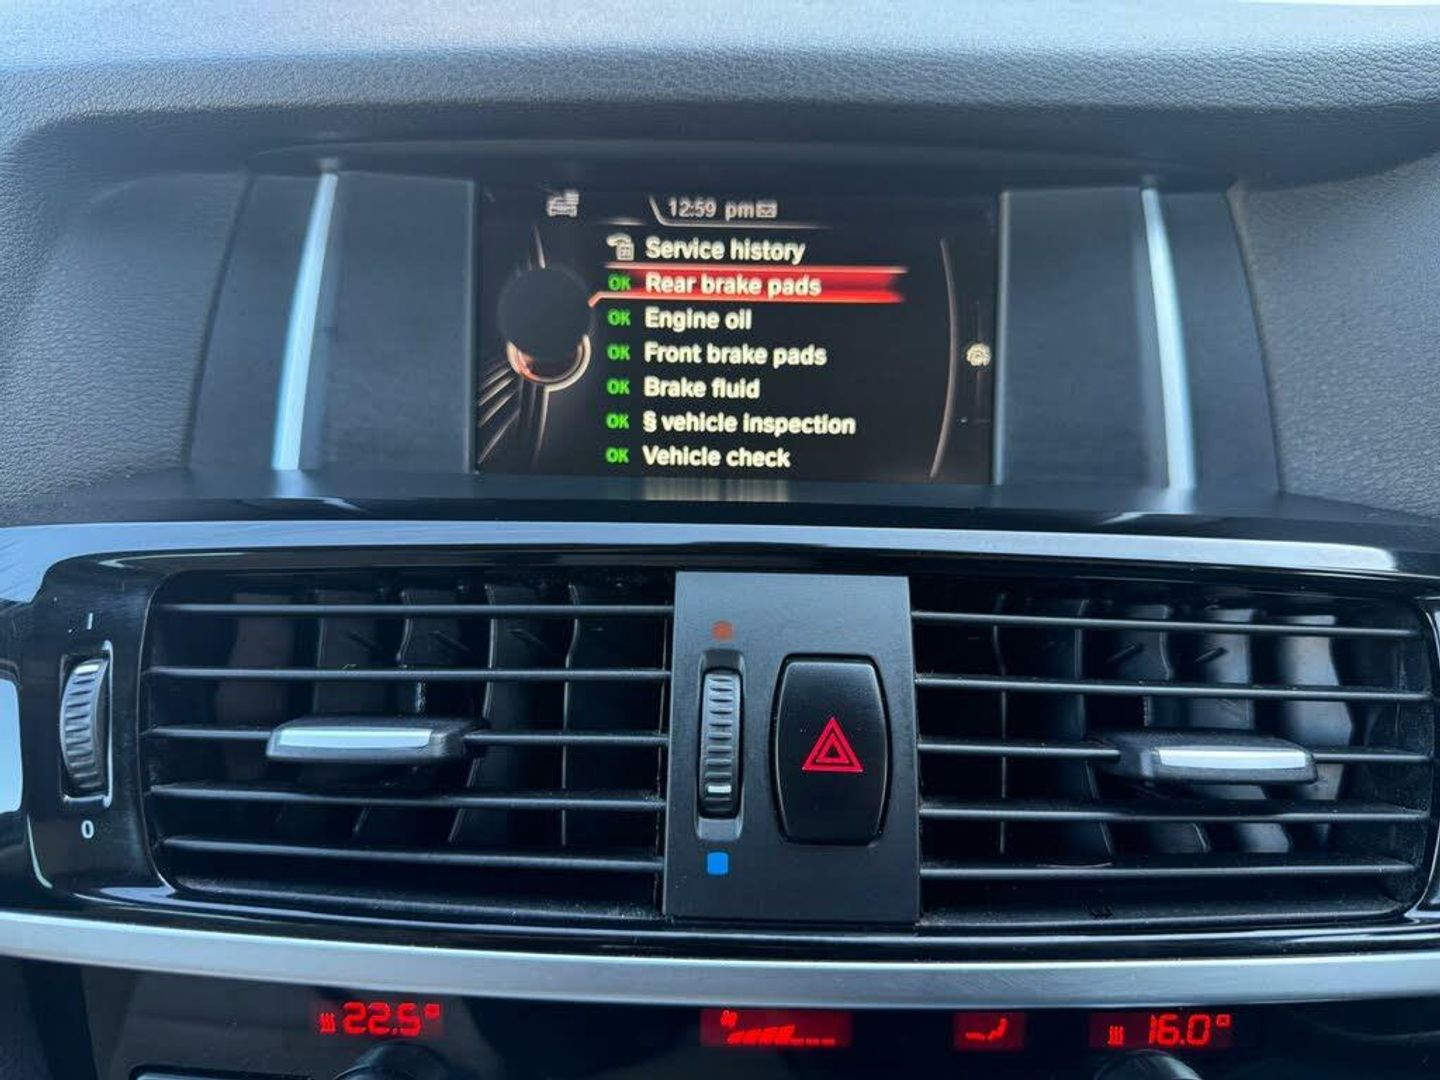 12:59 pm
Service history
OK Rear brake pads
OK Engine oil
OK Front brake pads
OK Brake fluid
OK § vehicle inspection
OK Vehicle check
I
0
22.5°
16.0°